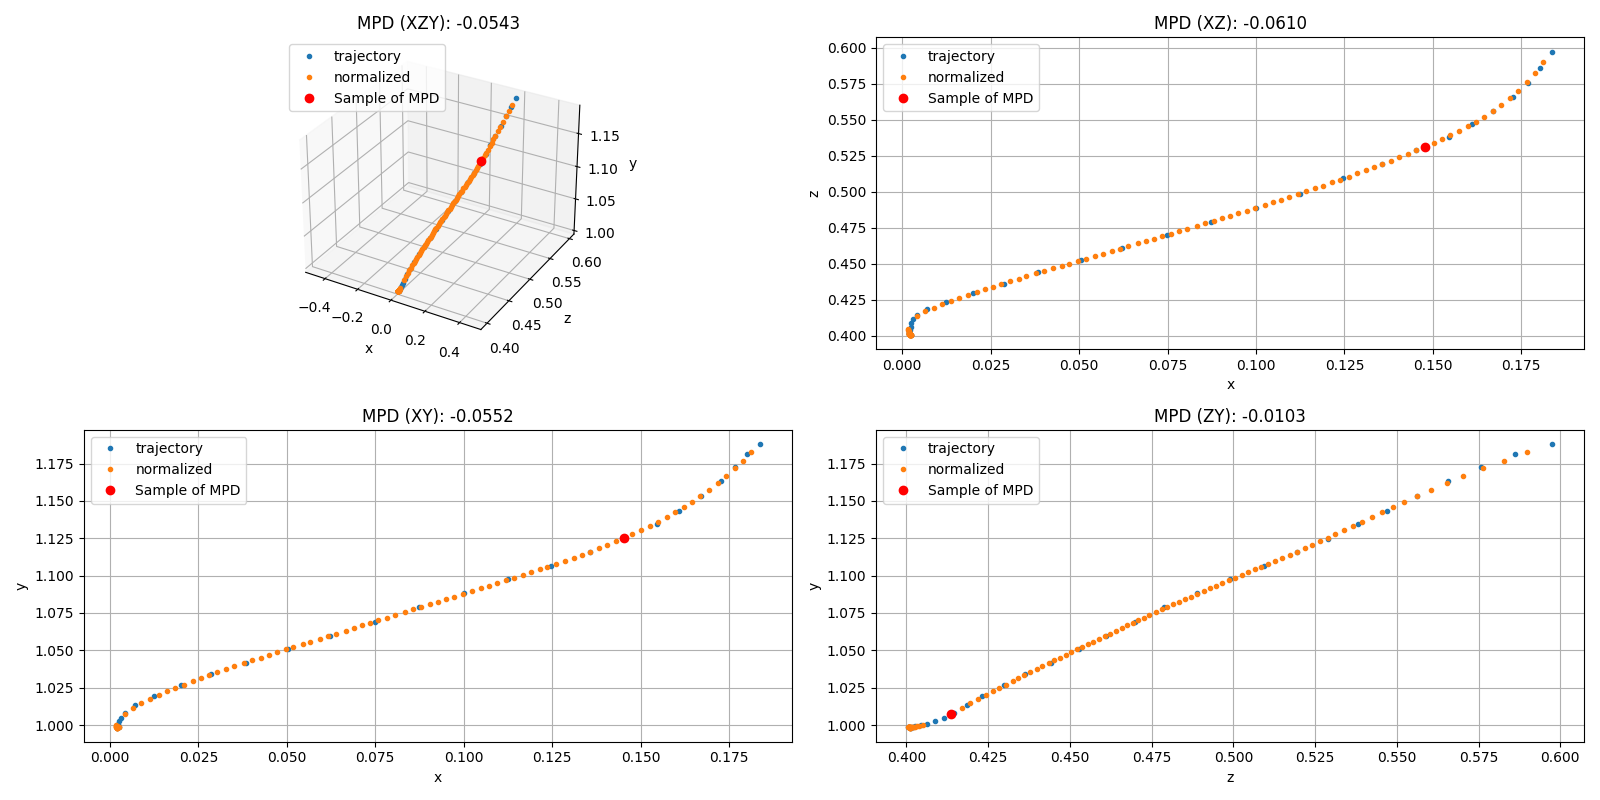 MPD (XZY): -0.0543
trajectory
normalized
Sample of MPD
1.15
1.10
1.05
1.00
y
0.60
0.55
0.50
0.45
0.40
z
−0.4
−0.2
0.0
0.2
0.4
x
MPD (XZ): -0.0610
trajectory
normalized
Sample of MPD
0.600
0.575
0.550
0.525
0.500
0.475
0.450
0.425
0.400
z
0.000 0.025 0.050 0.075 0.100 0.125 0.150 0.175
x
MPD (XY): -0.0552
trajectory
normalized
Sample of MPD
1.175
1.150
1.125
1.100
1.075
1.050
1.025
1.000
y
0.000 0.025 0.050 0.075 0.100 0.125 0.150 0.175
x
MPD (ZY): -0.0103
trajectory
normalized
Sample of MPD
1.175
1.150
1.125
1.100
1.075
1.050
1.025
1.000
y
0.400 0.425 0.450 0.475 0.500 0.525 0.550 0.575 0.600
z